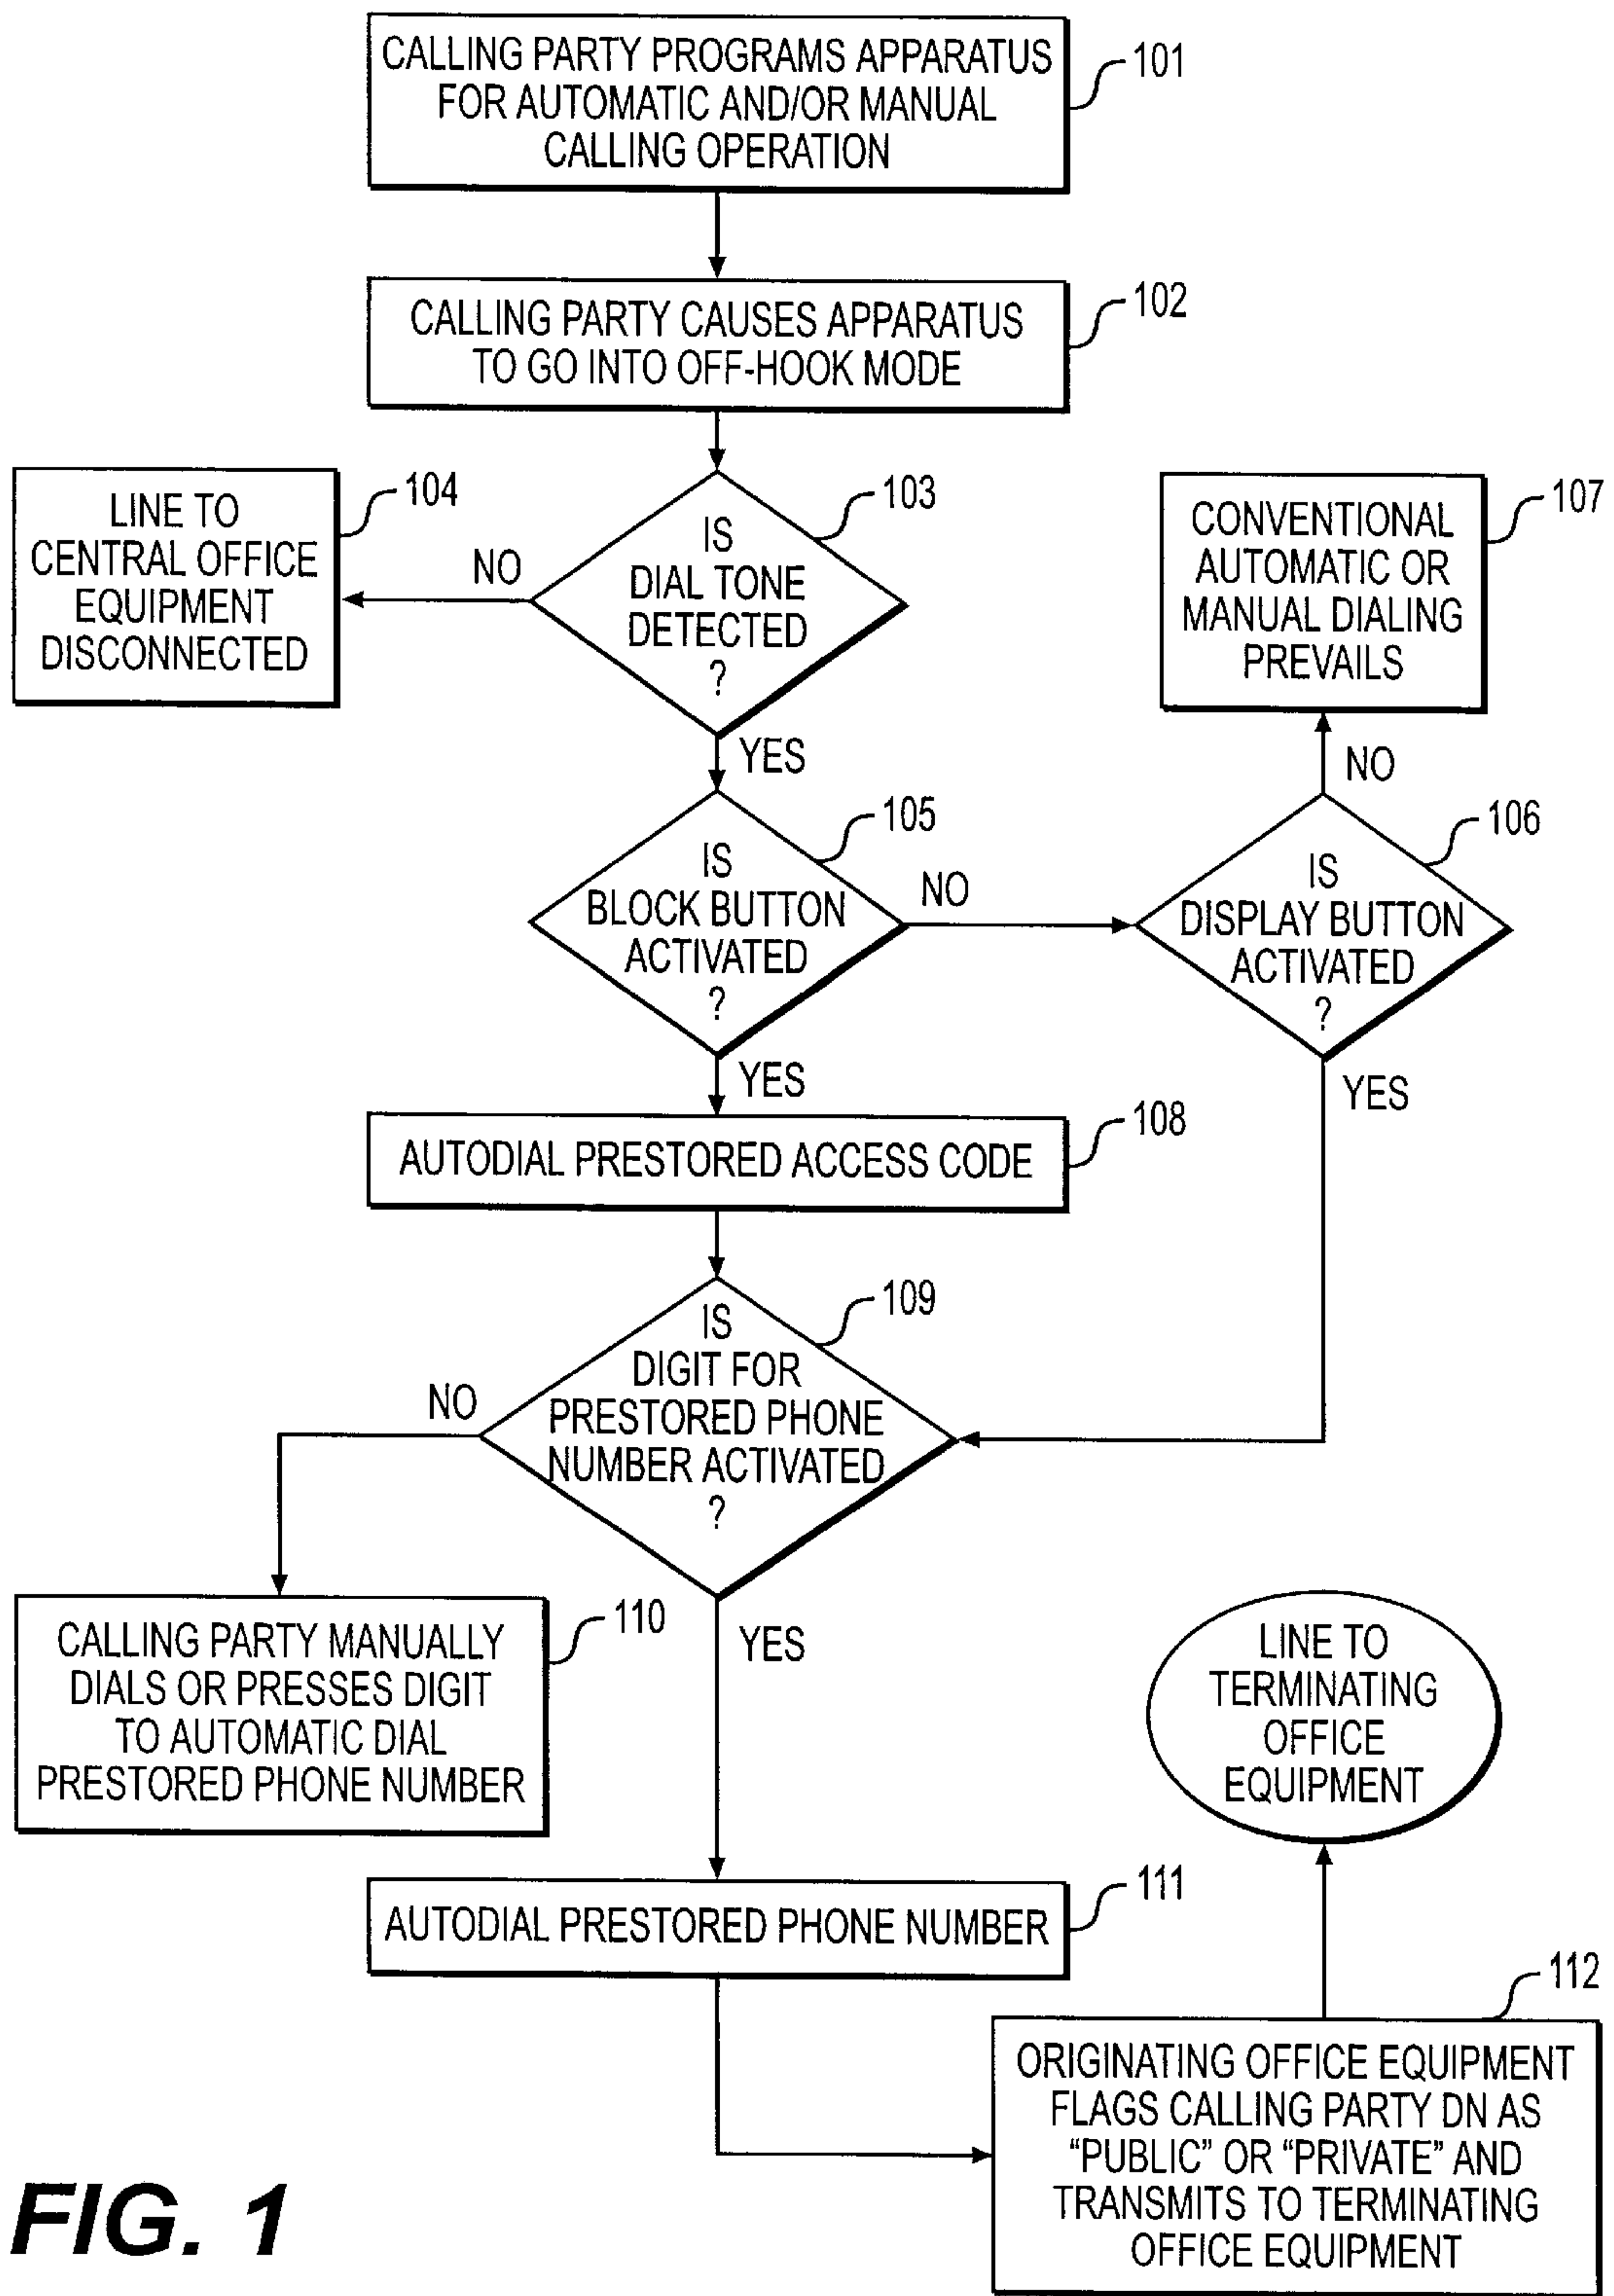 CALLING PARTY PROGRAMS APPARATUS
FOR AUTOMATIC AND/OR MANUAL
CALLING OPERATION
101
CALLING PARTY CAUSES APPARATUS
TO GO INTO OFF-HOOK MODE
102
IS
DIAL TONE
DETECTED
?
103
NO
LINE TO
CENTRAL OFFICE
EQUIPMENT
DISCONNECTED
104
YES
IS
BLOCK BUTTON
ACTIVATED
?
105
NO
IS
DISPLAY BUTTON
ACTIVATED
?
106
NO
CONVENTIONAL
AUTOMATIC OR
MANUAL DIALING
PREVAILS
107
YES
YES
AUTODIAL PRESTORED ACCESS CODE
108
IS
DIGIT FOR
PRESTORED PHONE
NUMBER ACTIVATED
?
109
NO
CALLING PARTY MANUALLY
DIALS OR PRESSES DIGIT
TO AUTOMATIC DIAL
PRESTORED PHONE NUMBER
110
YES
AUTODIAL PRESTORED PHONE NUMBER
111
LINE TO
TERMINATING
OFFICE
EQUIPMENT
ORIGINATING OFFICE EQUIPMENT
FLAGS CALLING PARTY DN AS
“PUBLIC” OR “PRIVATE” AND
TRANSMITS TO TERMINATING
OFFICE EQUIPMENT
112
FIG. 1